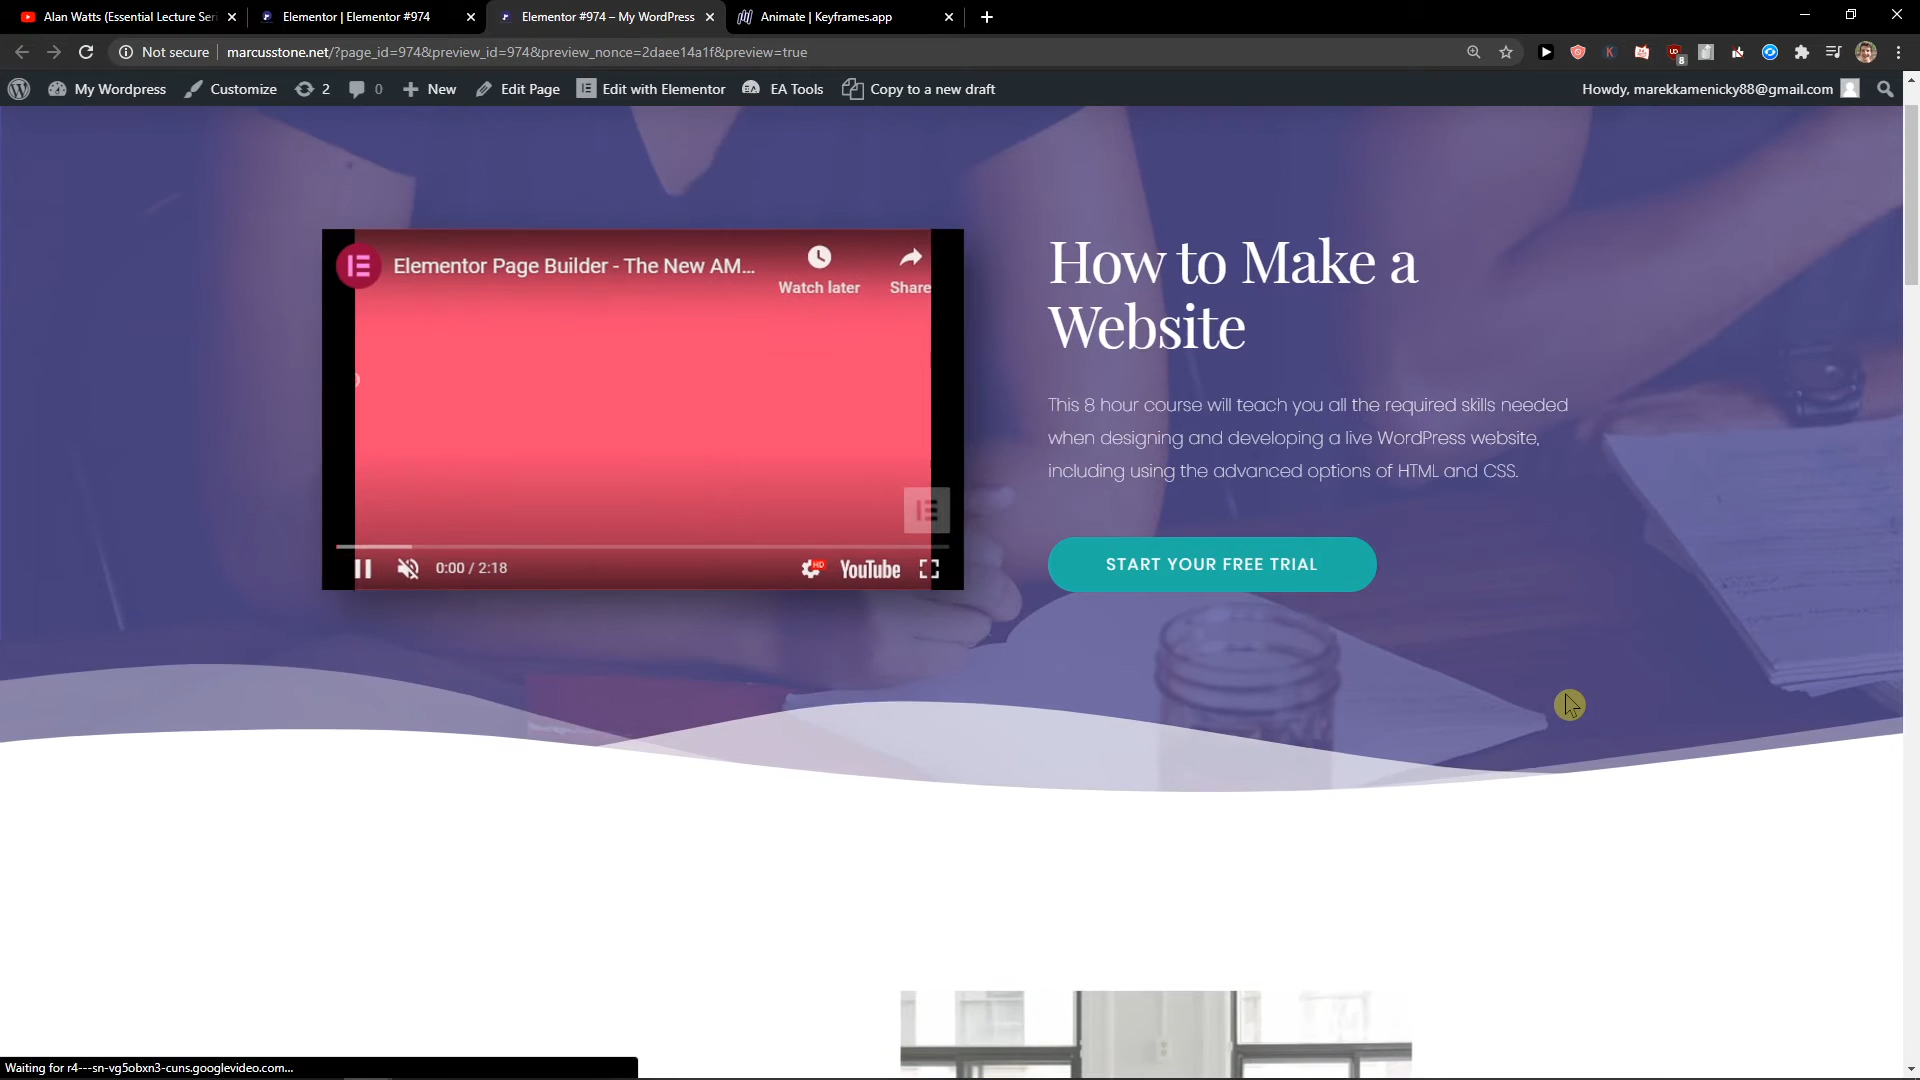 Alan Watts (Essential Lecture Seri
Elementor | Elementor #974
Elementor #974 – My WordPress
Animate | Keyframes.app
Not secure
marcusstone.net/?page_id=974&preview_id=974&preview_nonce=2daee14a1f&preview=true
8
My Wordpress
Customize
2
0
New
Edit Page
Edit with Elementor
EA Tools
Copy to a new draft
Howdy, marekkamenicky88@gmail.com
Elementor Page Builder - The New AM...
Watch later
Share
0:00 / 2:18
HD
YouTube
How to Make a
Website
This 8 hour course will teach you all the required skills needed
when designing and developing a live WordPress website,
including using the advanced options of HTML and CSS.
START YOUR FREE TRIAL
Waiting for r4---sn-vg5obxn3-cuns.googlevideo.com...